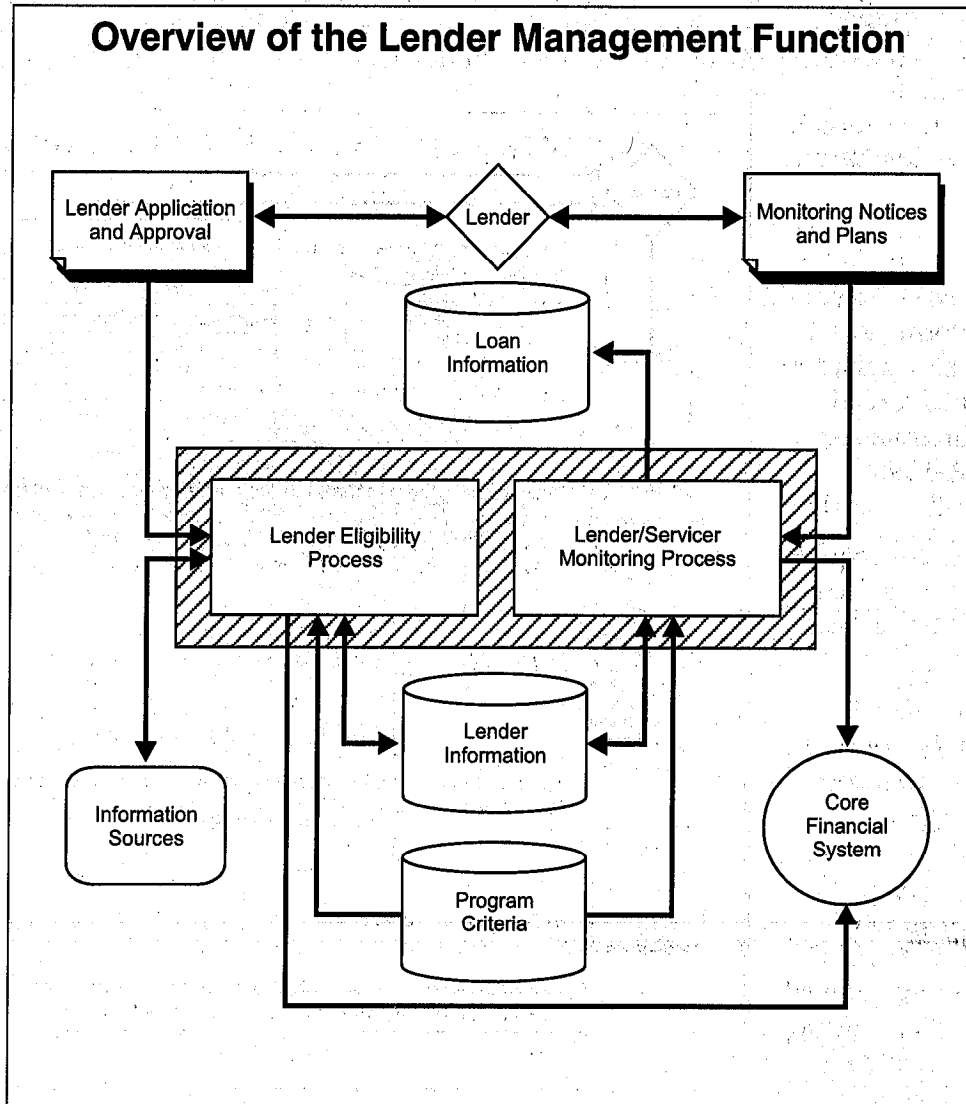 Overview of the Lender Management Function
Lender Application
and Approval
Lender
Monitoring Notices
and Plans
Loan
Information
Lender Eligibility
Process
Lender/Servicer
Monitoring Process
Lender
Information
Information
Sources
Core
Financial
System
Program
Criteria